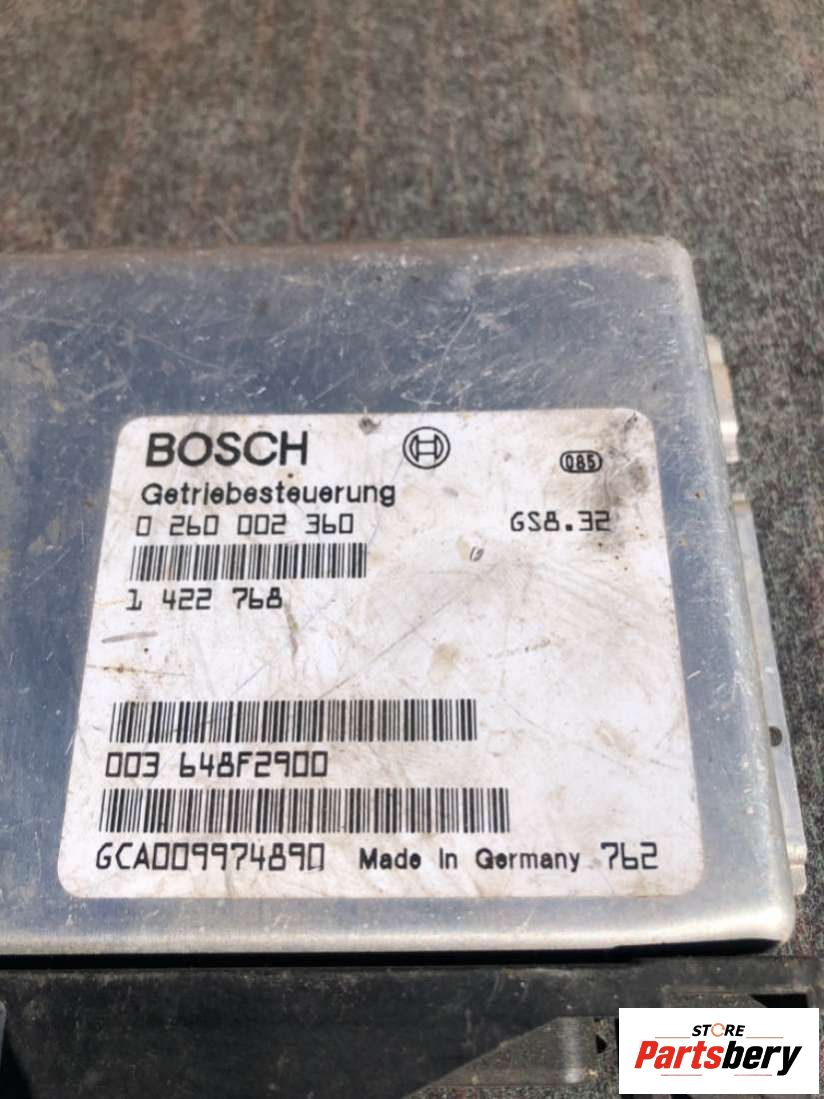 BOSCH
085
Getriebesteuerung
0 260 002 360 GS8.32
1 422 768
003 648F2900
GCA009974890 Made In Germany 762
STORE
Partsbery